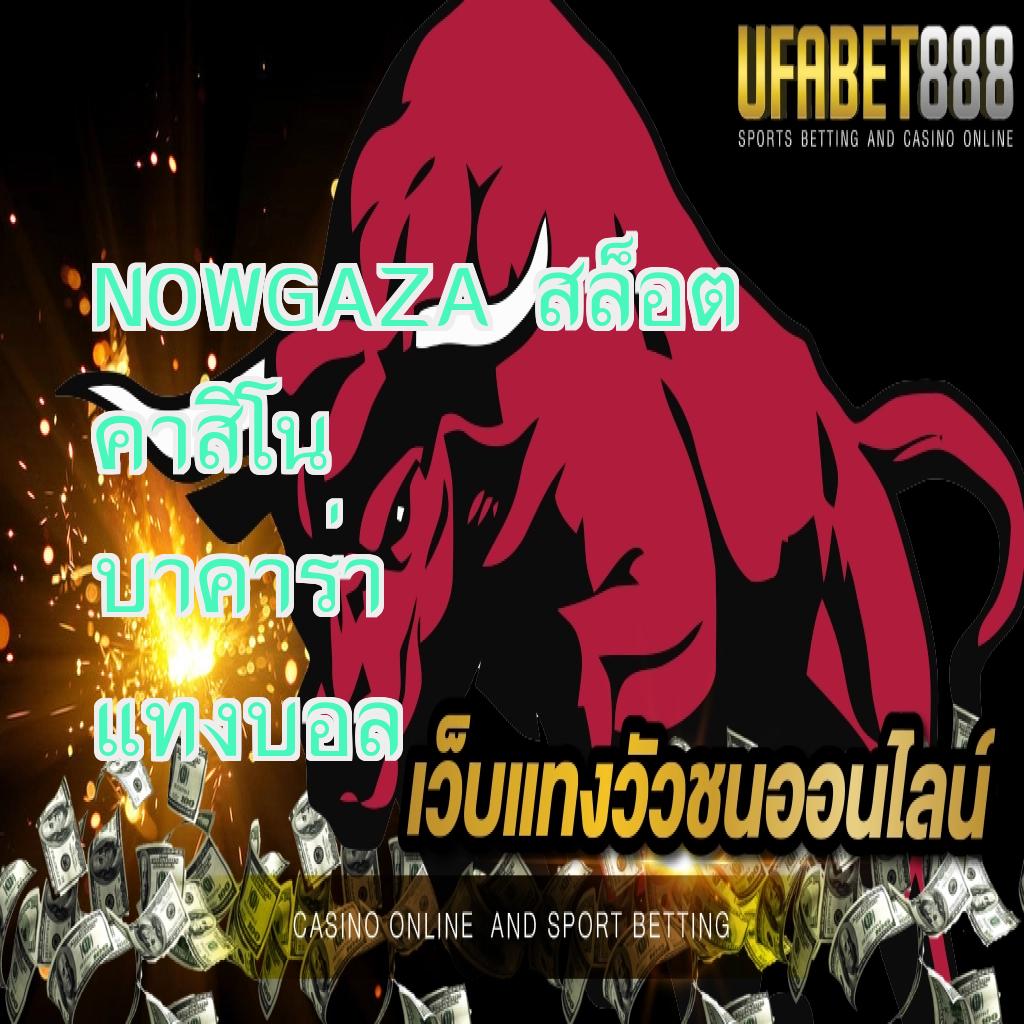 UFABET888
SPORTS BETTING AND CASINO ONLINE
NOWGAZA สล็อต
คาสิโน
บาคาร่า
แทงบอล
เว็บแทงวัวชนออนไลน์
CASINO ONLINE AND SPORT BETTING